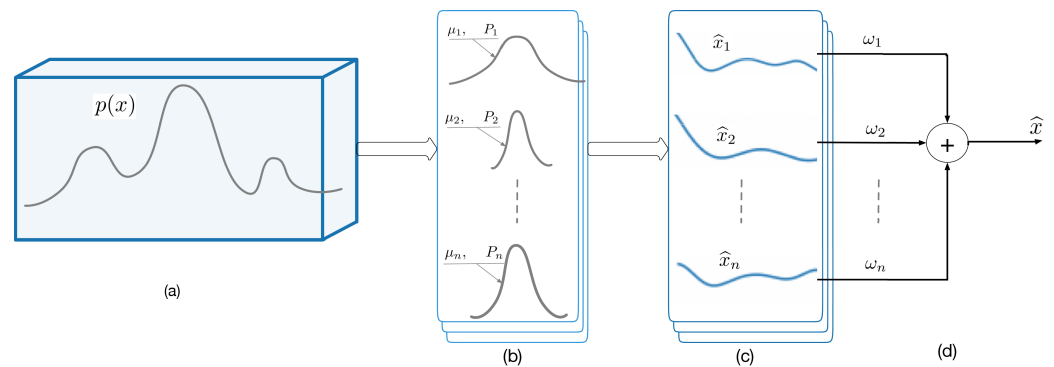 p(x)
(a)
μ₁, P₁
μ₂, P₂
μₙ, Pₙ
(b)
x̂₁
x̂₂
x̂ₙ
(c)
ω₁
ω₂
ωₙ
+
x̂
(d)